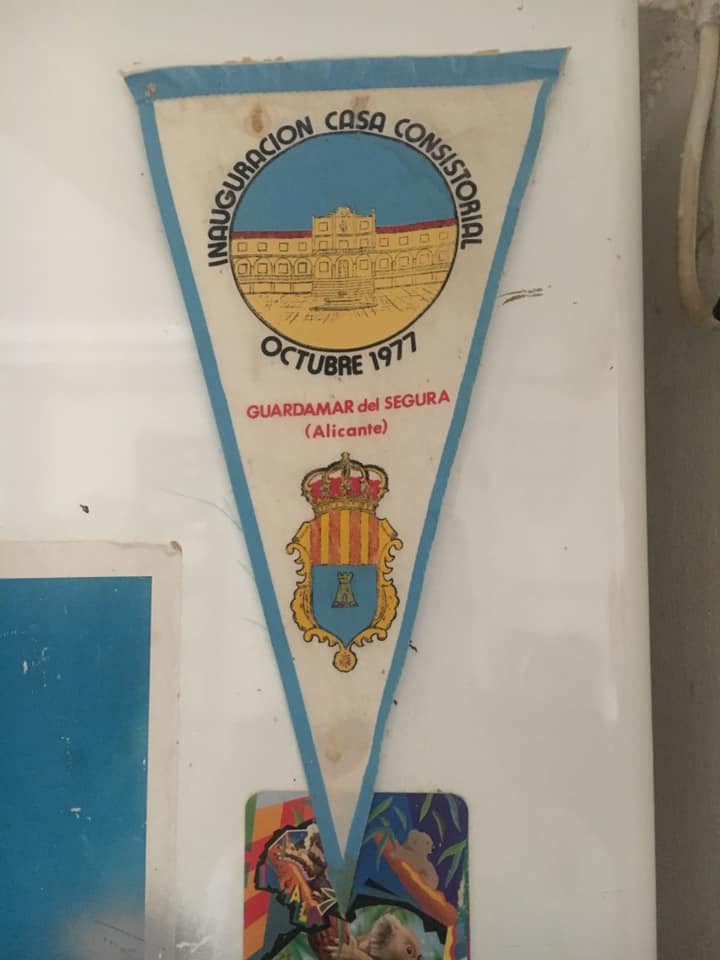 INAUGURACION CASA CONSISTORIAL
OCTUBRE 1977
GUARDAMAR del SEGURA
(Alicante)